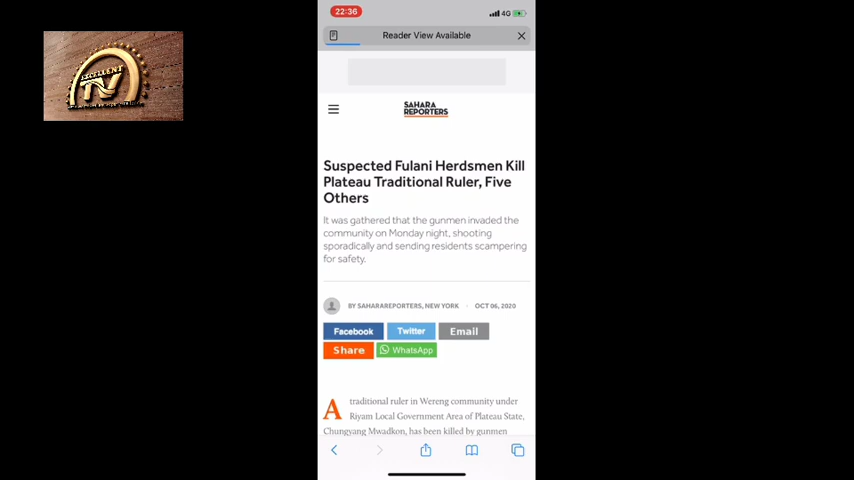 22:36
4G
Reader View Available
EXCELLENT
TV
SAHARA
REPORTERS
Suspected Fulani Herdsmen Kill
Plateau Traditional Ruler, Five
Others
It was gathered that the gunmen invaded the
community on Monday night, shooting
sporadically and sending residents scampering
for safety.
BY SAHARAREPORTERS, NEW YORK · OCT 06, 2020
Facebook Twitter Email
Share WhatsApp
A traditional ruler in Wereng community under
Riyam Local Government Area of Plateau State,
Chungyang Mwadkon, has been killed by gunmen